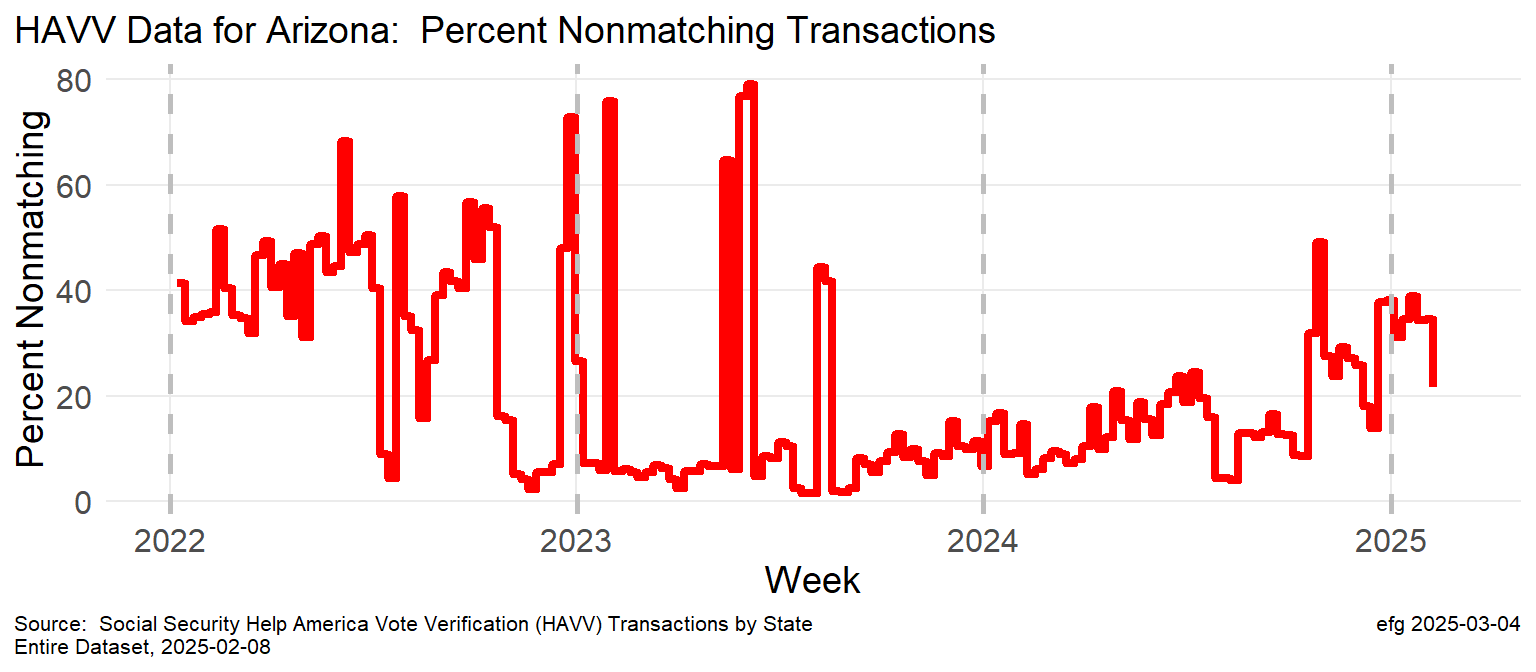 HAVV Data for Arizona:  Percent Nonmatching Transactions
Percent Nonmatching
80
60
40
20
0
2022 2023 2024 2025
Week
Source:  Social Security Help America Vote Verification (HAVV) Transactions by State
Entire Dataset, 2025-02-08
efg 2025-03-04